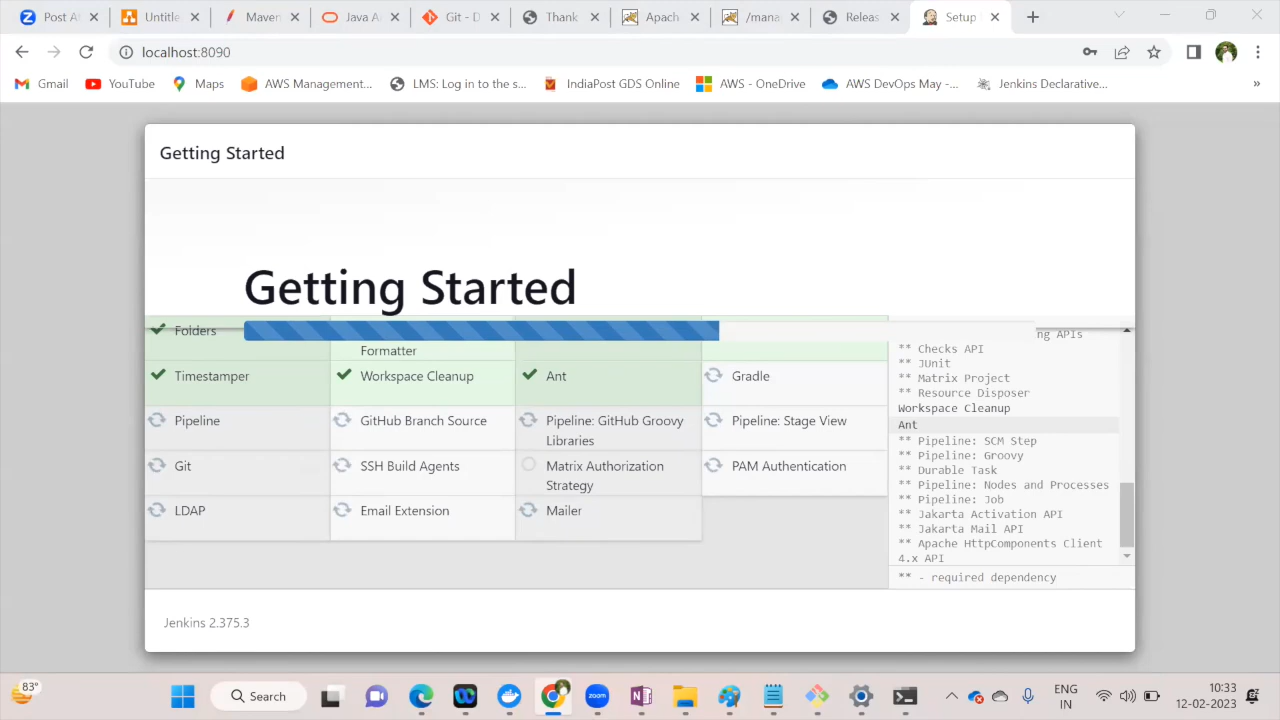 Post At
Untitle
Maven
Java A
Git - D
Thank
Apach
/mana
Releas
Setup
localhost:8090
Gmail
YouTube
Maps
AWS Management...
LMS: Log in to the s...
IndiaPost GDS Online
AWS - OneDrive
AWS DevOps May -...
Jenkins Declarative...
»
Getting Started
Getting Started
Folders
Formatter
ng APIs
Timestamper
Workspace Cleanup
Ant
Gradle
Pipeline
GitHub Branch Source
Pipeline: GitHub Groovy
Libraries
Pipeline: Stage View
Git
SSH Build Agents
Matrix Authorization
Strategy
PAM Authentication
LDAP
Email Extension
Mailer
** Checks API
** JUnit
** Matrix Project
** Resource Disposer
Workspace Cleanup
Ant
** Pipeline: SCM Step
** Pipeline: Groovy
** Durable Task
** Pipeline: Nodes and Processes
** Pipeline: Job
** Jakarta Activation API
** Jakarta Mail API
** Apache HttpComponents Client
4.x API
** - required dependency
Jenkins 2.375.3
83°
Search
ENG
IN
10:33
12-02-2023